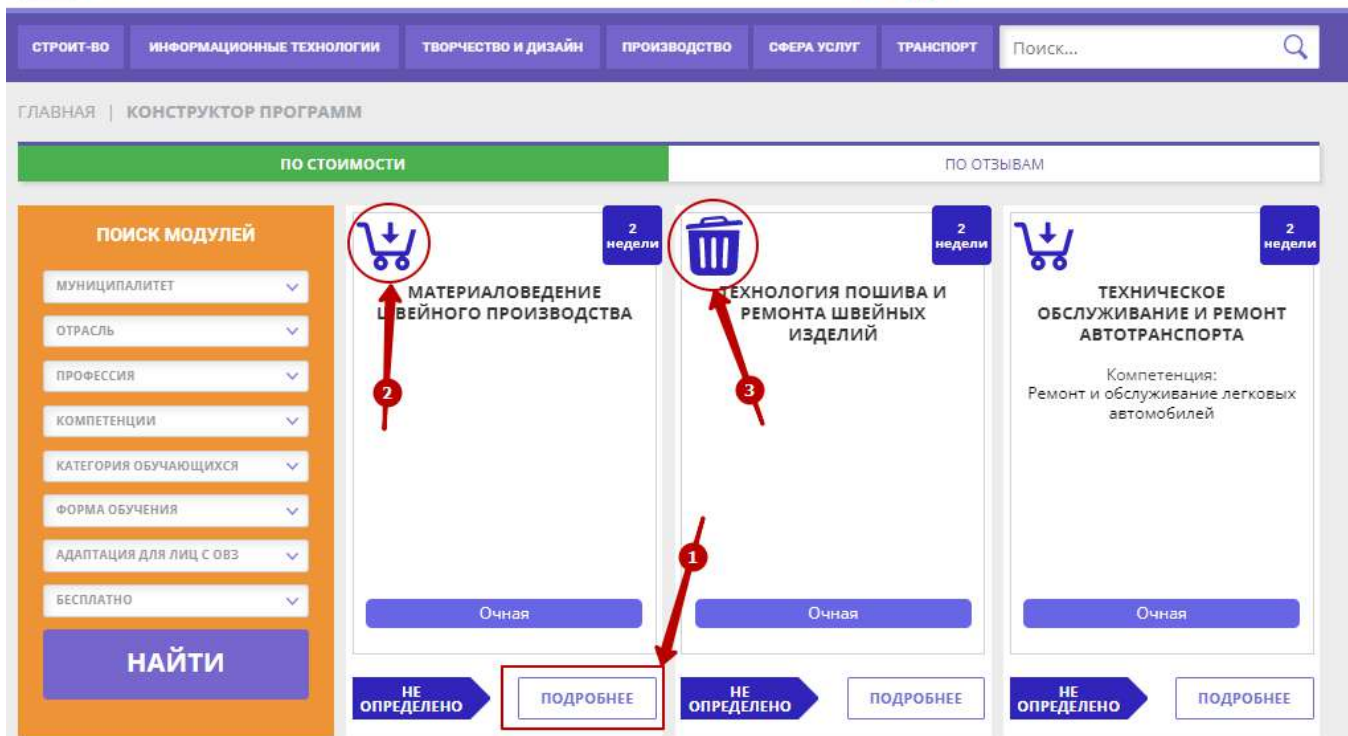 СТРОИТ-ВО ИНФОРМАЦИОННЫЕ ТЕХНОЛОГИИ ТВОРЧЕСТВО И ДИЗАЙН ПРОИЗВОДСТВО СФЕРА УСЛУГ ТРАНСПОРТ Поиск...
ГЛАВНАЯ | КОНСТРУКТОР ПРОГРАММ
ПО СТОИМОСТИ
ПО ОТЗЫВАМ
ПОИСК МОДУЛЕЙ
МУНИЦИПАЛИТЕТ
ОТРАСЛЬ
ПРОФЕССИЯ
КОМПЕТЕНЦИИ
КАТЕГОРИЯ ОБУЧАЮЩИХСЯ
ФОРМА ОБУЧЕНИЯ
АДАПТАЦИЯ ДЛЯ ЛИЦ С ОВЗ
БЕСПЛАТНО
НАЙТИ
2
недели
МАТЕРИАЛОВЕДЕНИЕ
ШВЕЙНОГО ПРОИЗВОДСТВА
2
Очная
НЕ
ОПРЕДЕЛЕНО
ПОДРОБНЕЕ
2
недели
ТЕХНОЛОГИЯ ПОШИВА И
РЕМОНТА ШВЕЙНЫХ
ИЗДЕЛИЙ
3
1
Очная
НЕ
ОПРЕДЕЛЕНО
ПОДРОБНЕЕ
2
недели
ТЕХНИЧЕСКОЕ
ОБСЛУЖИВАНИЕ И РЕМОНТ
АВТОТРАНСПОРТА
Компетенция:
Ремонт и обслуживание легковых
автомобилей
Очная
НЕ
ОПРЕДЕЛЕНО
ПОДРОБНЕЕ